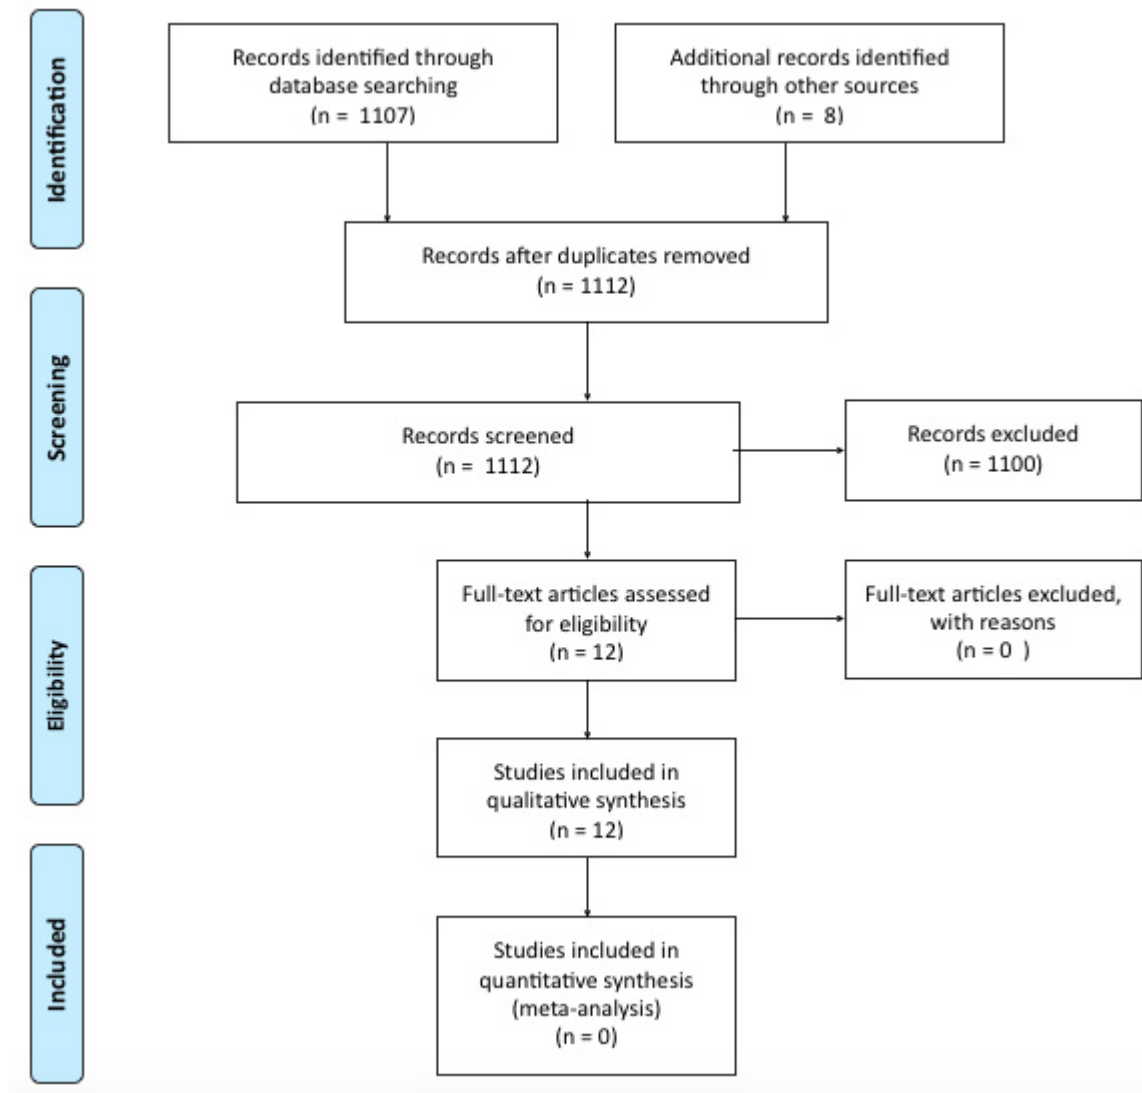 Identification
Records identified through
database searching
(n =  1107)
Additional records identified
through other sources
(n =  8)
Records after duplicates removed
(n = 1112)
Screening
Records screened
(n =  1112)
Records excluded
(n = 1100)
Eligibility
Full-text articles assessed
for eligibility
(n = 12)
Full-text articles excluded,
with reasons
(n = 0  )
Studies included in
qualitative synthesis
(n = 12)
Included
Studies included in
quantitative synthesis
(meta-analysis)
(n = 0)